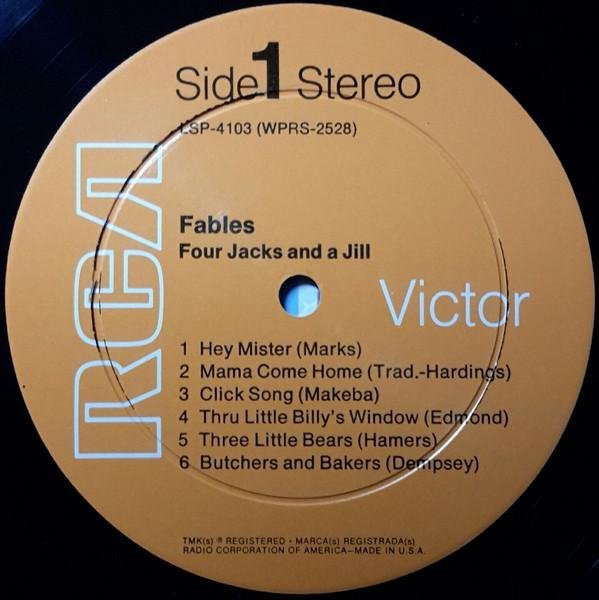 Side 1 Stereo
LSP-4103 (WPRS-2528)
RCA
Fables
Four Jacks and a Jill
Victor
1 Hey Mister (Marks)
2 Mama Come Home (Trad.-Hardings)
3 Click Song (Makeba)
4 Thru Little Billy's Window (Edmond)
5 Three Little Bears (Hamers)
6 Butchers and Bakers (Dempsey)
TMK(s) ® REGISTERED • MARCA(s) REGISTRADA(s)
RADIO CORPORATION OF AMERICA—MADE IN U.S.A.